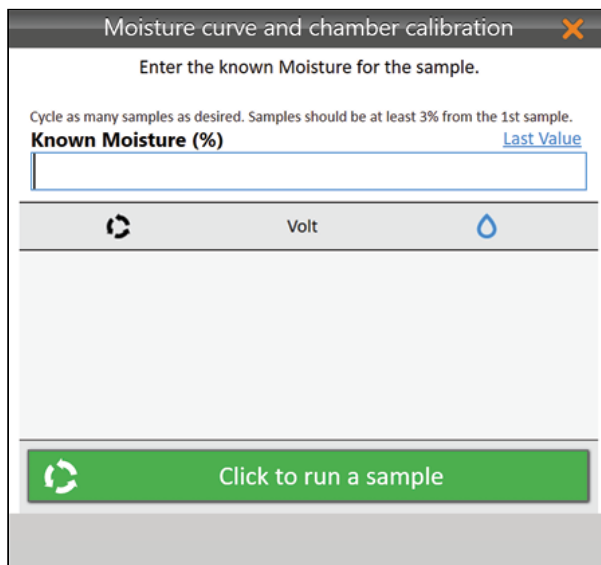 Moisture curve and chamber calibration
Enter the known Moisture for the sample.
Cycle as many samples as desired. Samples should be at least 3% from the 1st sample.
Known Moisture (%) Last Value
Volt
Click to run a sample